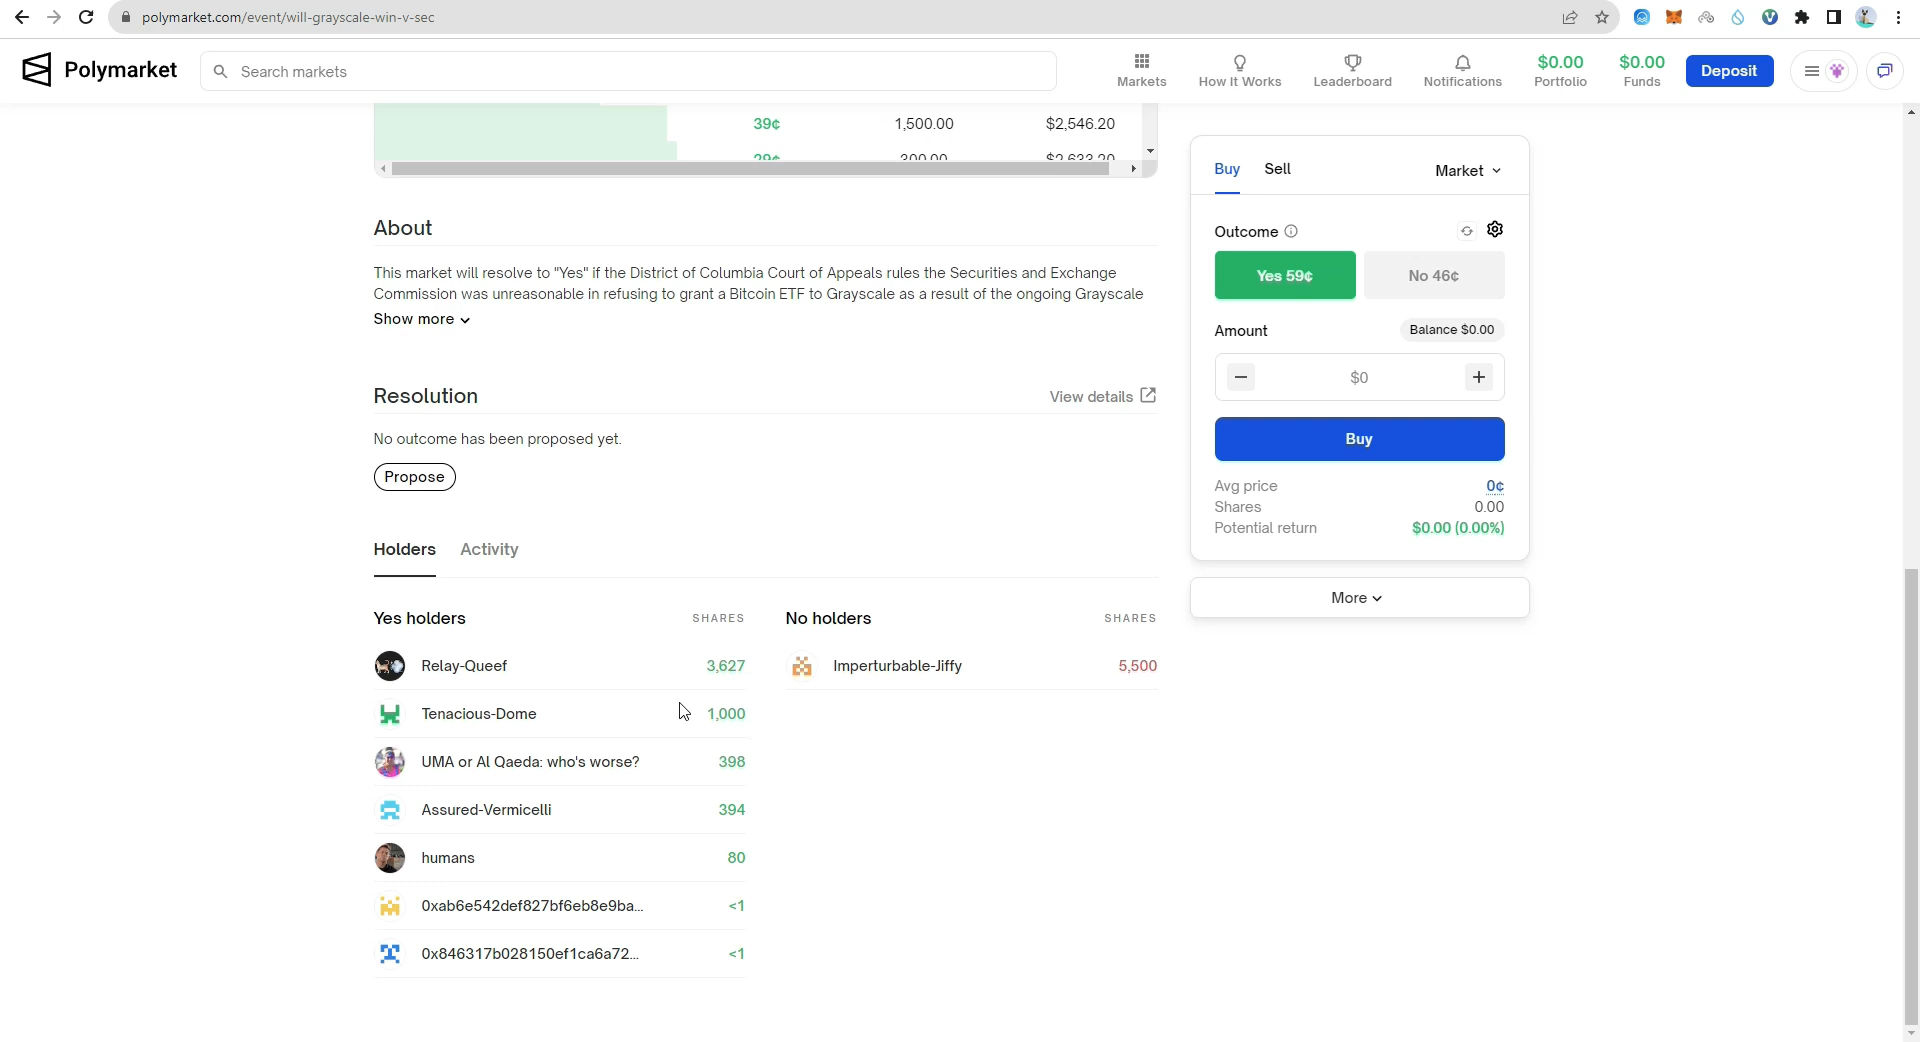 polymarket.com/event/will-grayscale-win-v-sec
Polymarket
Search markets
Markets
How It Works
Leaderboard
Notifications
$0.00
Portfolio
$0.00
Funds
Deposit
39¢ 1,500.00 $2,546.20
29¢ 300.00 $2,633.20
About
This market will resolve to "Yes" if the District of Columbia Court of Appeals rules the Securities and Exchange
Commission was unreasonable in refusing to grant a Bitcoin ETF to Grayscale as a result of the ongoing Grayscale
Show more
Resolution
View details
No outcome has been proposed yet.
Propose
Holders Activity
Yes holders SHARES
Relay-Queef 3,627
Tenacious-Dome 1,000
UMA or Al Qaeda: who's worse? 398
Assured-Vermicelli 394
humans 80
0xab6e542def827bf6eb8e9ba... <1
0x846317b028150ef1ca6a72... <1
No holders SHARES
Imperturbable-Jiffy 5,500
Buy Sell Market
Outcome
Yes 59¢ No 46¢
Amount Balance $0.00
$0
Buy
Avg price 0¢
Shares 0.00
Potential return $0.00 (0.00%)
More